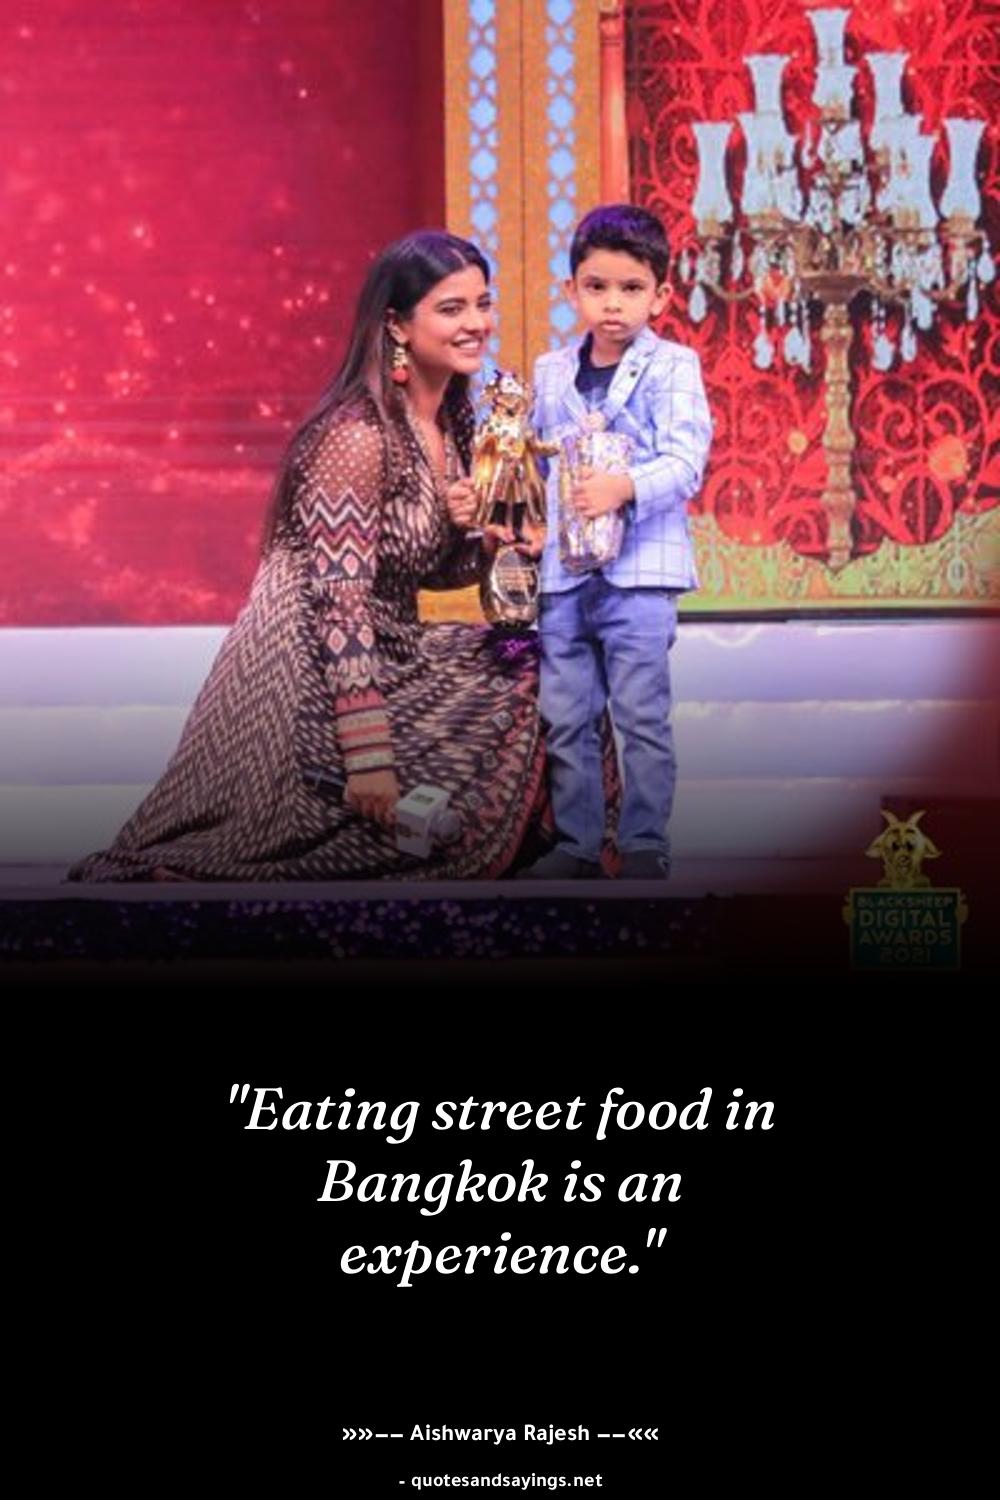 BLACKSHEEP
DIGITAL
AWARDS
2021
"Eating street food in
Bangkok is an
experience."
»»−− Aishwarya Rajesh −−««
- quotesandsayings.net